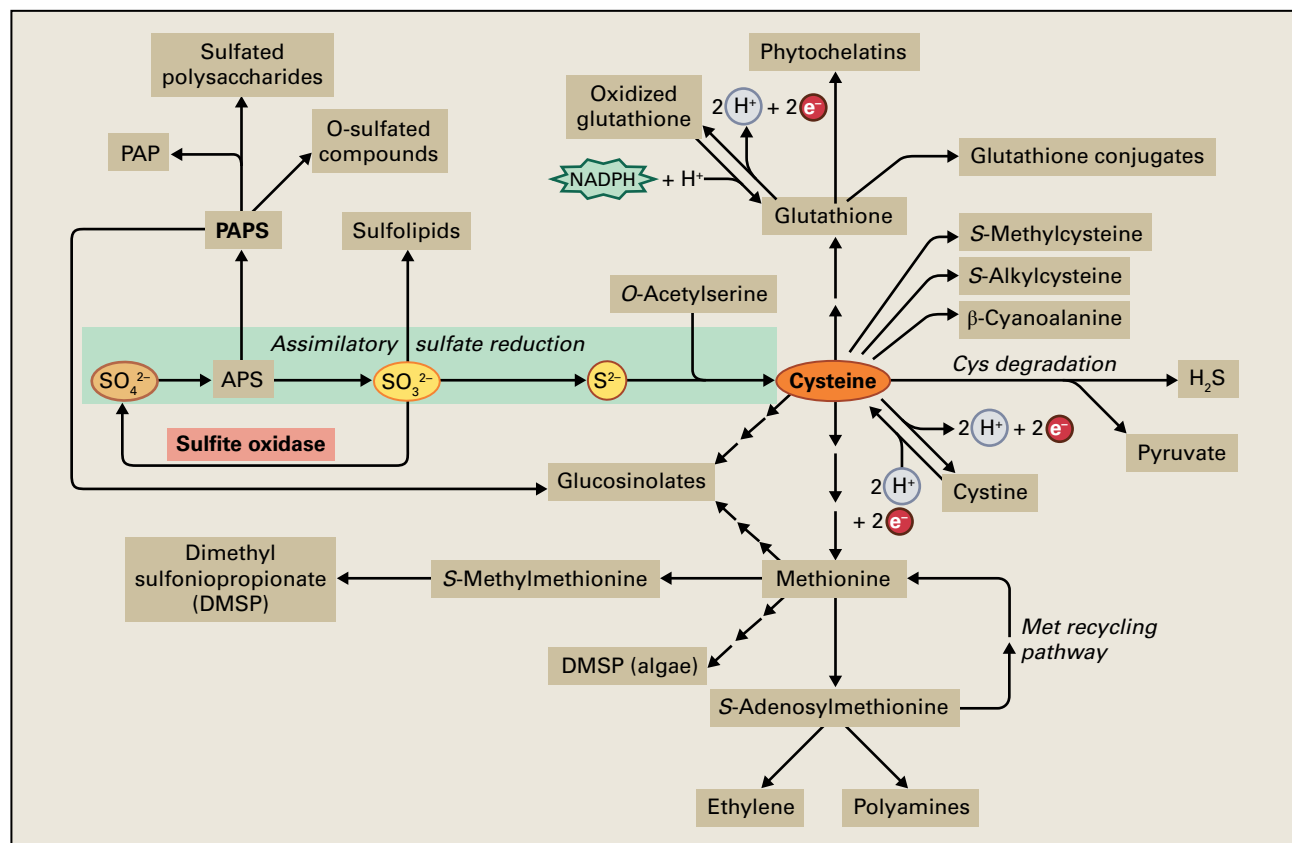 Sulfated
polysaccharides
Phytochelatins
Oxidized
glutathione
2 H⁺ + 2 e⁻
O-sulfated
compounds
PAP
Glutathione conjugates
NADPH + H⁺
Glutathione
PAPS
Sulfolipids
S-Methylcysteine
S-Alkylcysteine
O-Acetylserine
β-Cyanoalanine
Assimilatory sulfate reduction
Cys degradation
SO₄²⁻
APS
SO₃²⁻
S²⁻
Cysteine
H₂S
Sulfite oxidase
2 H⁺ + 2 e⁻
Pyruvate
Glucosinolates
2 H⁺
+ 2 e⁻
Cystine
Dimethyl
sulfoniopropionate
(DMSP)
S-Methylmethionine
Methionine
Met recycling
pathway
DMSP (algae)
S-Adenosylmethionine
Ethylene
Polyamines